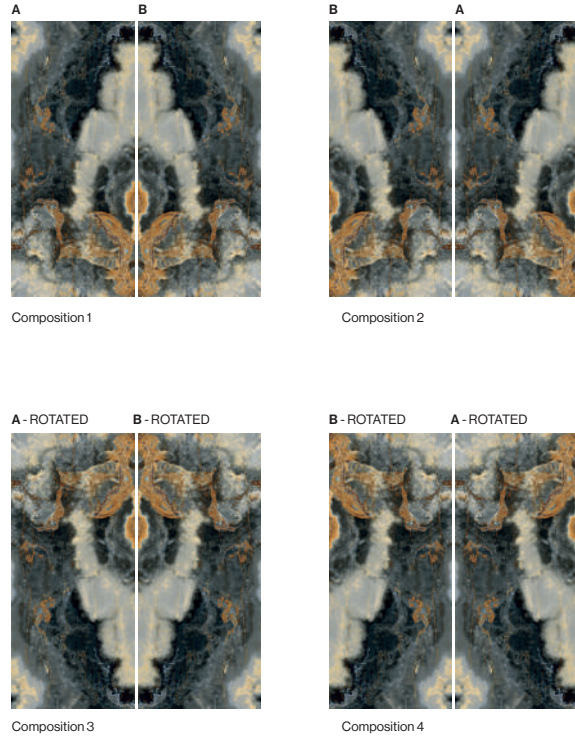 A B B A
Composition 1 Composition 2
A - ROTATED B - ROTATED B - ROTATED A - ROTATED
Composition 3 Composition 4